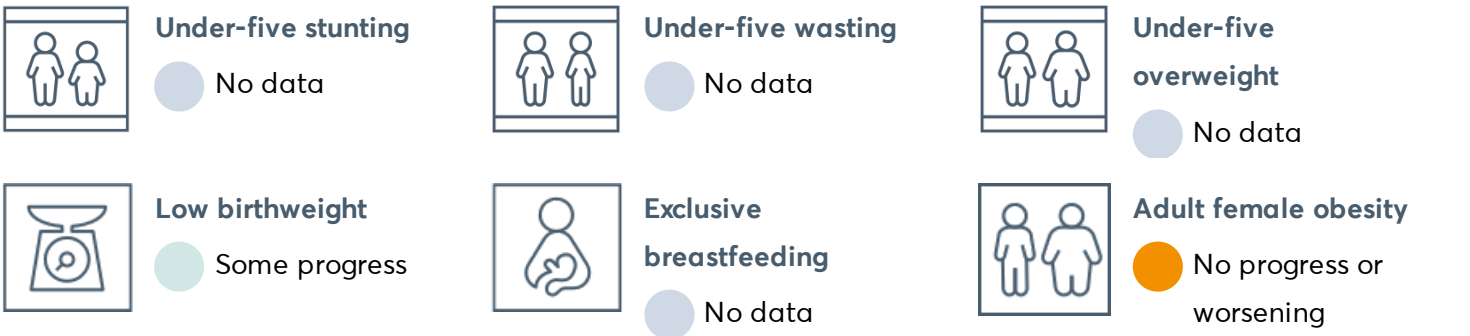 Under-five stunting
No data
Under-five wasting
No data
Under-five
overweight
No data
Low birthweight
Some progress
Exclusive
breastfeeding
No data
Adult female obesity
No progress or
worsening